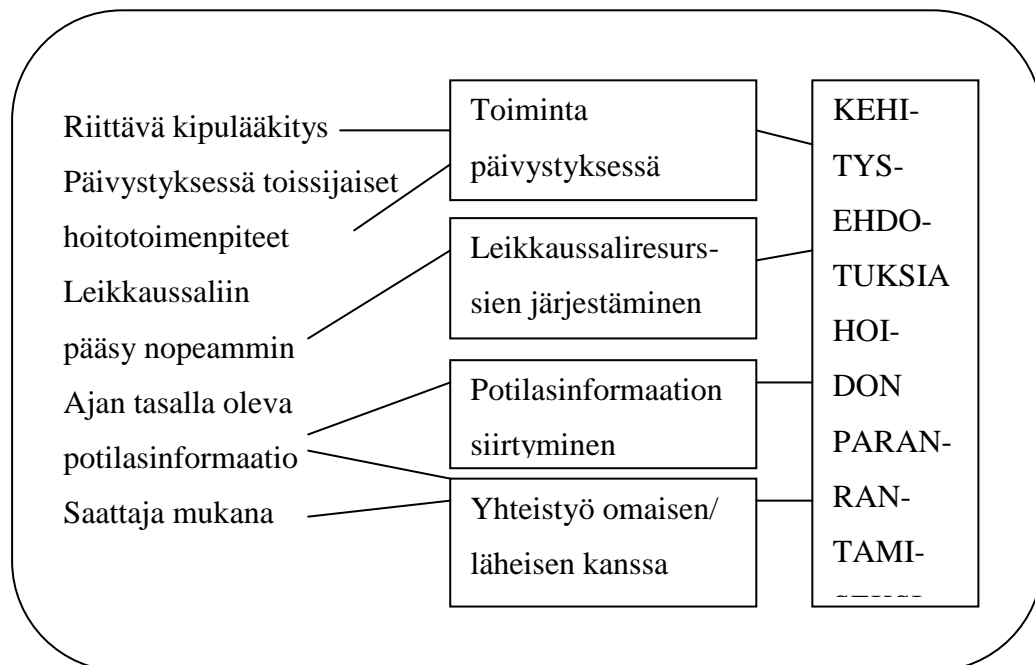 Riittävä kipulääkitys
Päivystyksessä toissijaiset
hoitotoimenpiteet
Leikkaussaliin
pääsy nopeammin
Ajan tasalla oleva
potilasinformaatio
Saattaja mukana
Toiminta
päivystyksessä
Leikkaussaliresurs-
sien järjestäminen
Potilasinformaation
siirtyminen
Yhteistyö omaisen/
läheisen kanssa
KEHI-
TYS-
EHDO-
TUKSIA
HOI-
DON
PARAN-
RAN-
TAMI-